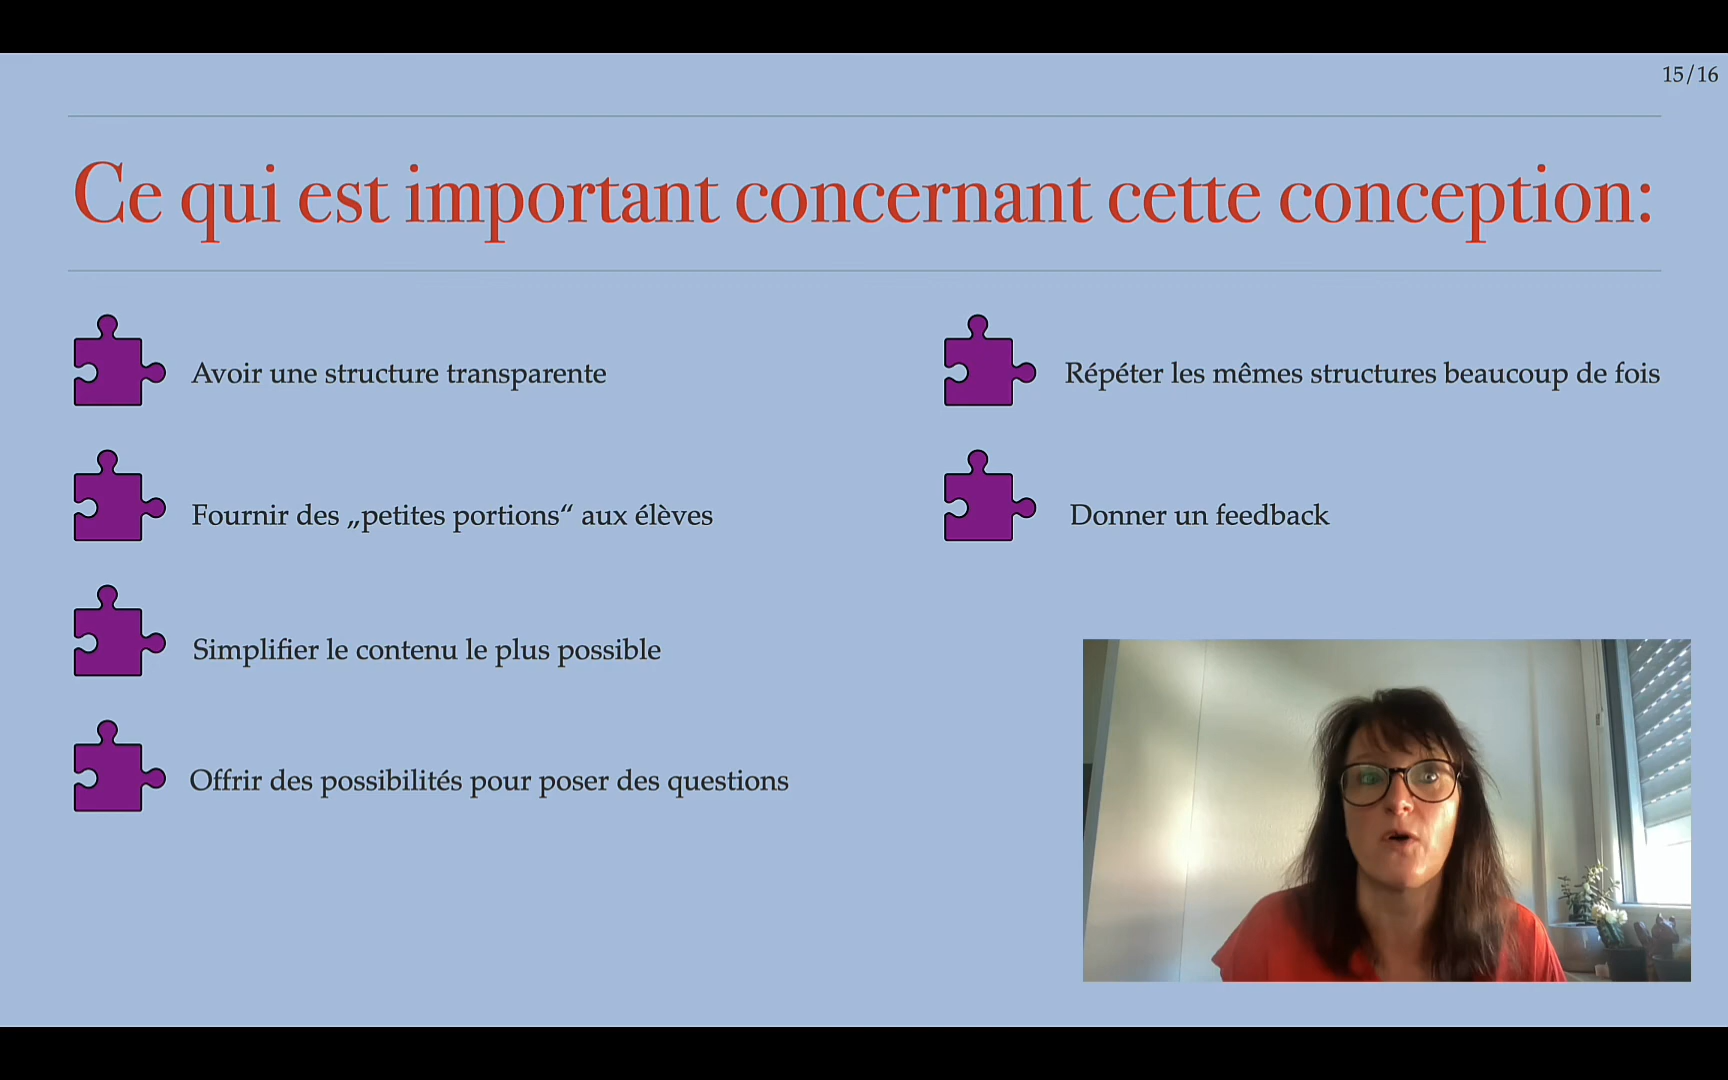 15/16
Ce qui est important concernant cette conception:
Avoir une structure transparente
Fournir des „petites portions“ aux élèves
Simplifier le contenu le plus possible
Offrir des possibilités pour poser des questions
Répéter les mêmes structures beaucoup de fois
Donner un feedback